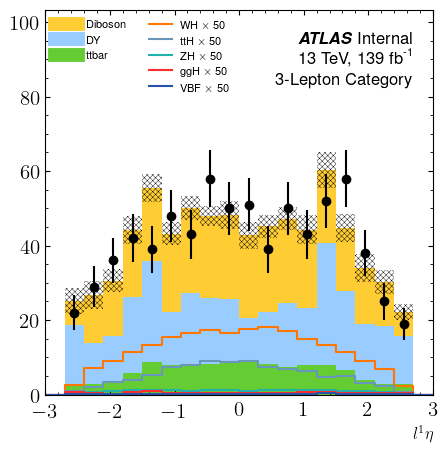 Diboson
DY
ttbar
WH × 50
ttH × 50
ZH × 50
ggH × 50
VBF × 50
ATLAS Internal
13 TeV, 139 fb⁻¹
3-Lepton Category
100
80
60
40
20
0
−3 −2 −1 0 1 2 3
l¹η